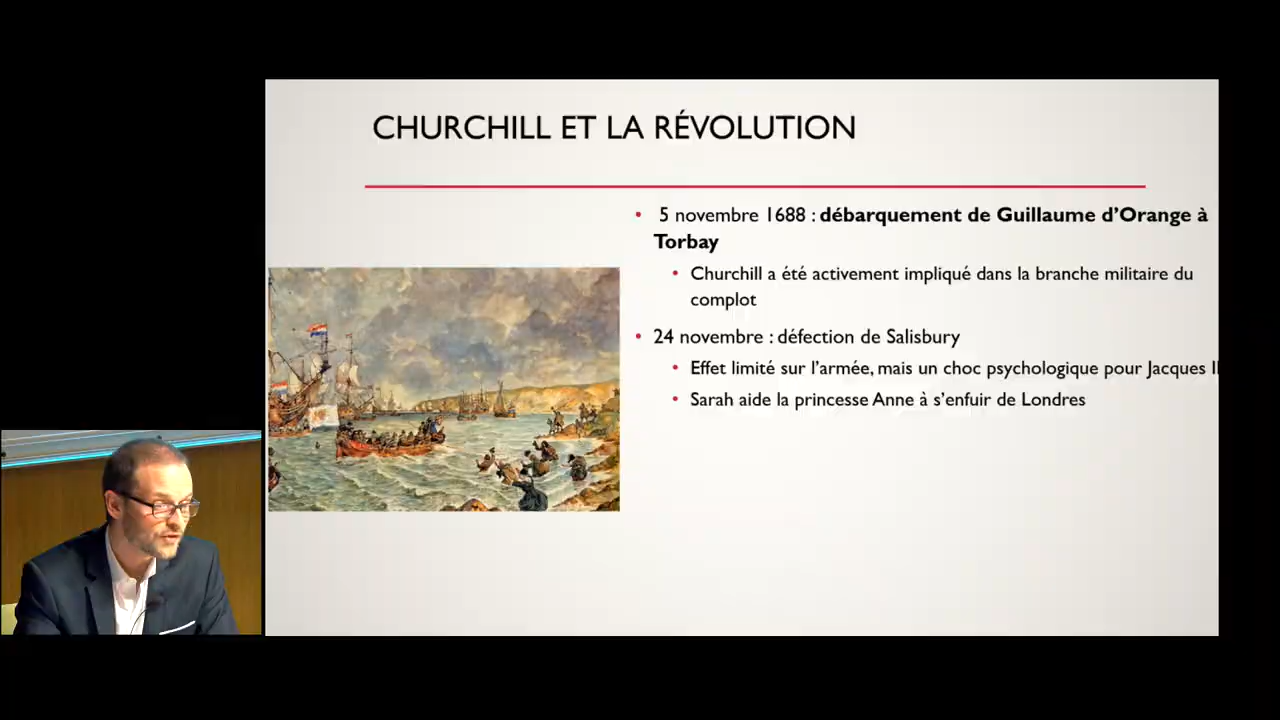 CHURCHILL ET LA RÉVOLUTION
• 5 novembre 1688 : débarquement de Guillaume d'Orange à
Torbay
• Churchill a été activement impliqué dans la branche militaire du
complot
• 24 novembre : défection de Salisbury
• Effet limité sur l'armée, mais un choc psychologique pour Jacques II
• Sarah aide la princesse Anne à s'enfuir de Londres